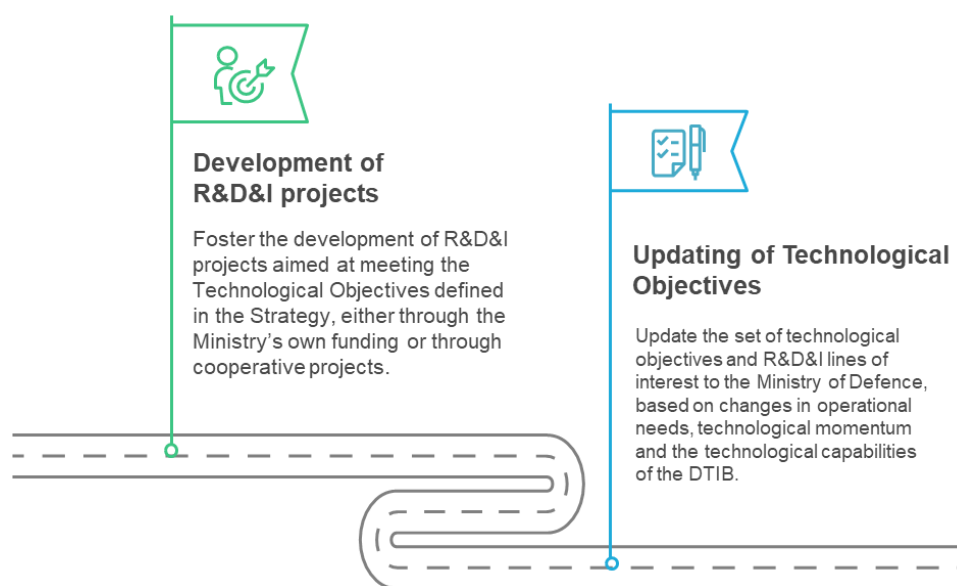 Development of
R&D&I projects
Foster the development of R&D&I
projects aimed at meeting the
Technological Objectives defined
in the Strategy, either through the
Ministry’s own funding or through
cooperative projects.
Updating of Technological
Objectives
Update the set of technological
objectives and R&D&I lines of
interest to the Ministry of Defence,
based on changes in operational
needs, technological momentum
and the technological capabilities
of the DTIB.